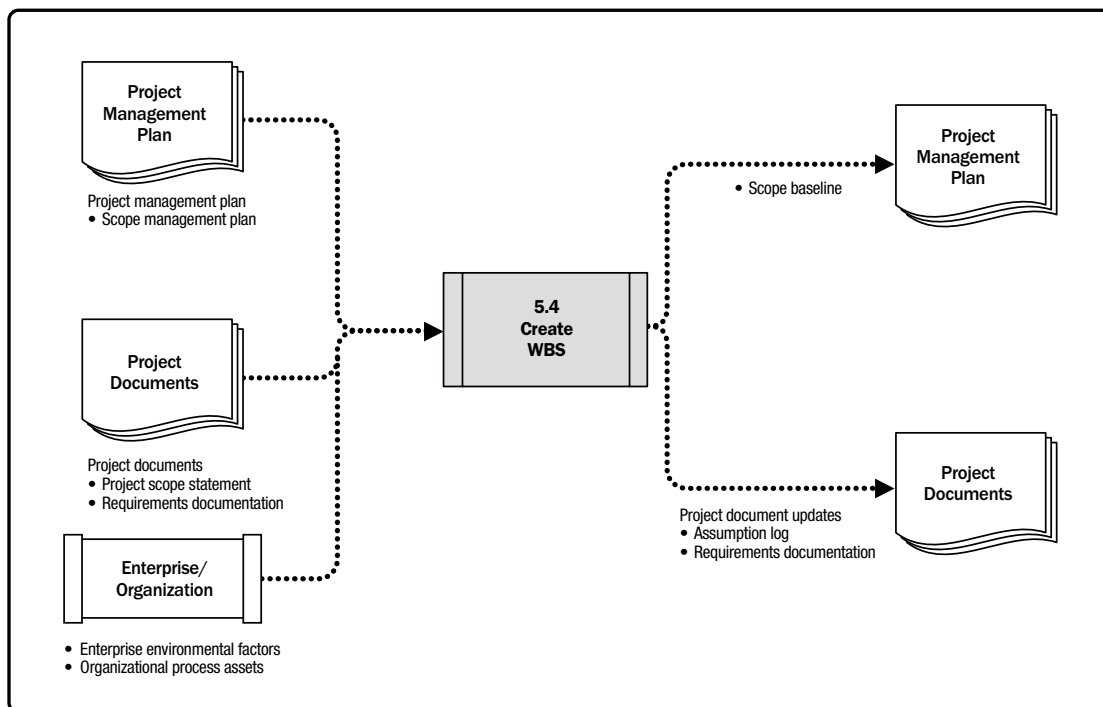 Project
Management
Plan
Project management plan
• Scope management plan
Project
Documents
Project documents
• Project scope statement
• Requirements documentation
Enterprise/
Organization
• Enterprise environmental factors
• Organizational process assets
5.4
Create
WBS
• Scope baseline
Project
Management
Plan
Project document updates
• Assumption log
• Requirements documentation
Project
Documents